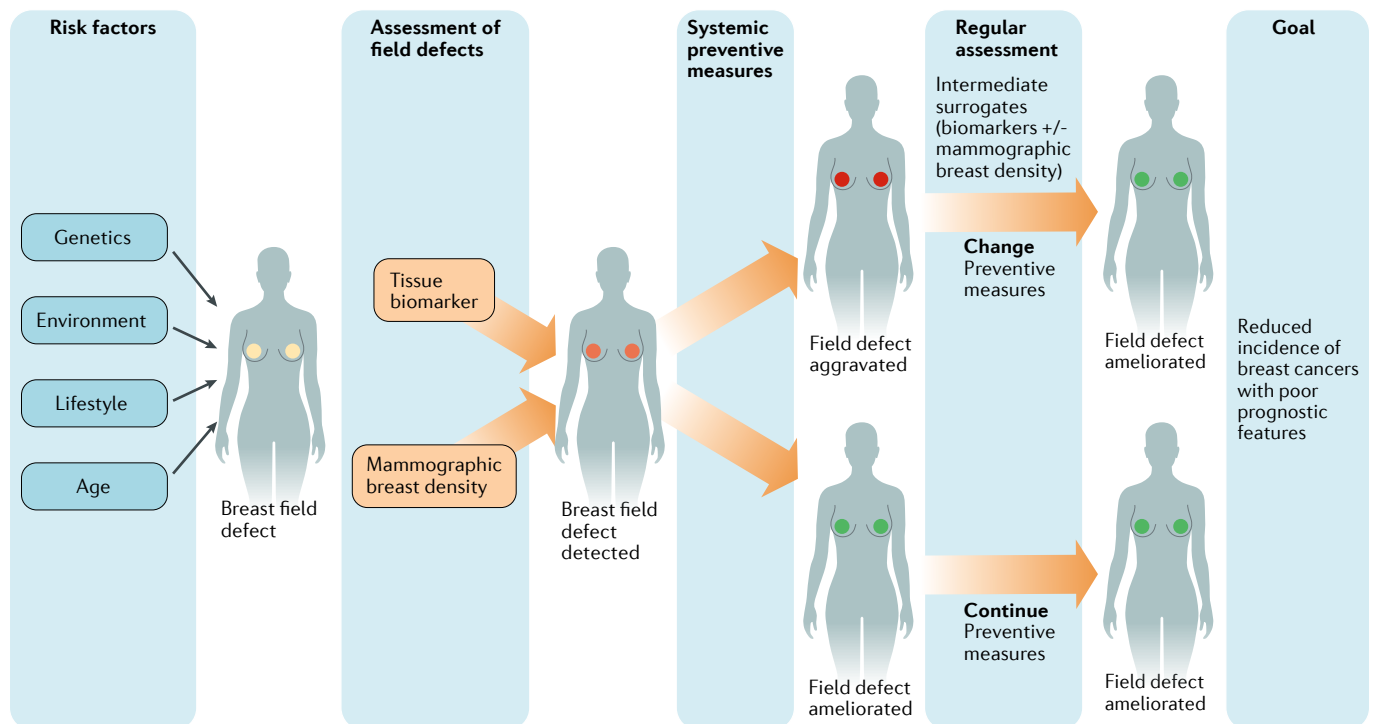 Risk factors
Genetics
Environment
Lifestyle
Age
Breast field
defect
Assessment of
field defects
Tissue
biomarker
Mammographic
breast density
Breast field
defect
detected
Systemic
preventive
measures
Field defect
aggravated
Field defect
ameliorated
Regular
assessment
Intermediate
surrogates
(biomarkers +/-
mammographic
breast density)
Change
Preventive
measures
Continue
Preventive
measures
Field defect
ameliorated
Field defect
ameliorated
Goal
Reduced
incidence of
breast cancers
with poor
prognostic
features